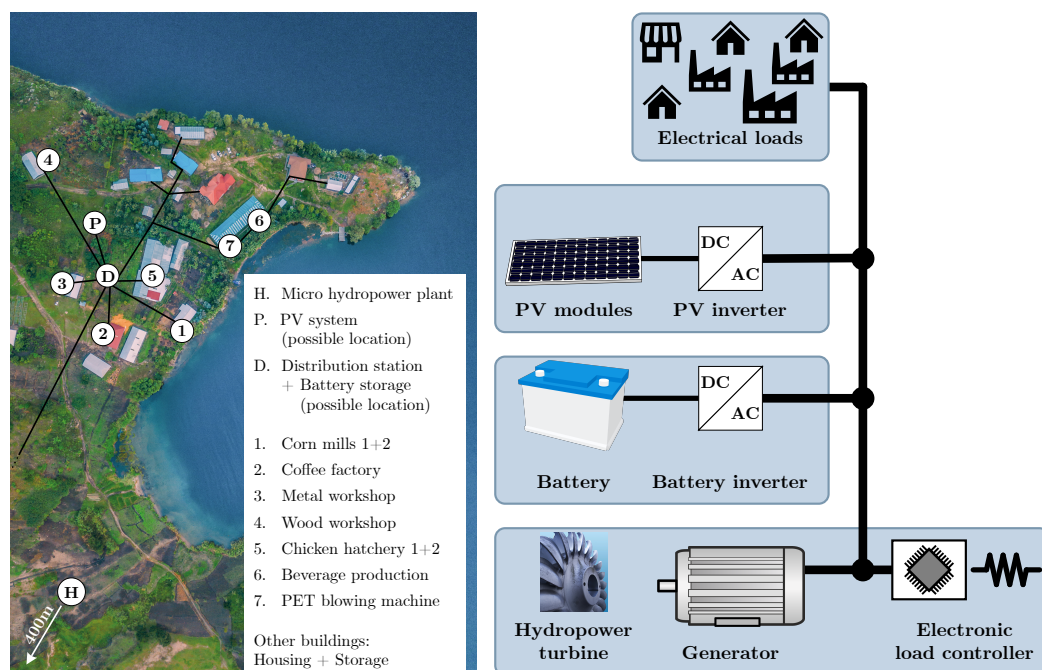 4
P
6
7
D
5
3
2
1
H
400m
H. Micro hydropower plant
P. PV system
(possible location)
D. Distribution station
+ Battery storage
(possible location)
1. Corn mills 1+2
2. Coffee factory
3. Metal workshop
4. Wood workshop
5. Chicken hatchery 1+2
6. Beverage production
7. PET blowing machine
Other buildings:
Housing + Storage
Electrical loads
DC
AC
PV modules
PV inverter
DC
AC
Battery
Battery inverter
Hydropower
turbine
Generator
Electronic
load controller